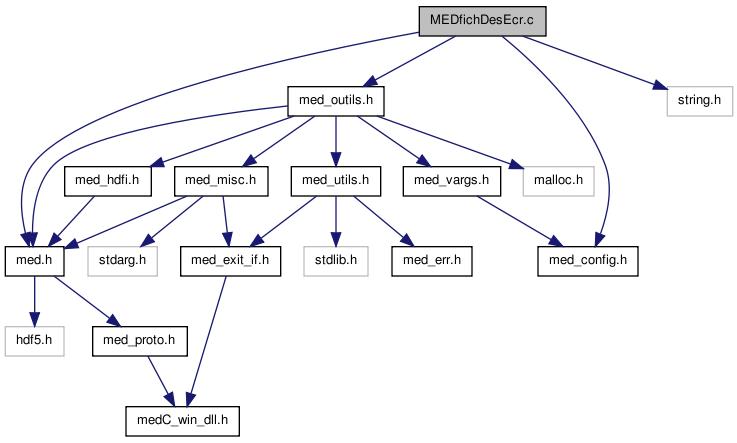 MEDfichDesEcr.c
med_outils.h
string.h
med_hdfi.h
med_misc.h
med_utils.h
med_vargs.h
malloc.h
med.h
stdarg.h
med_exit_if.h
stdlib.h
med_err.h
med_config.h
hdf5.h
med_proto.h
medC_win_dll.h